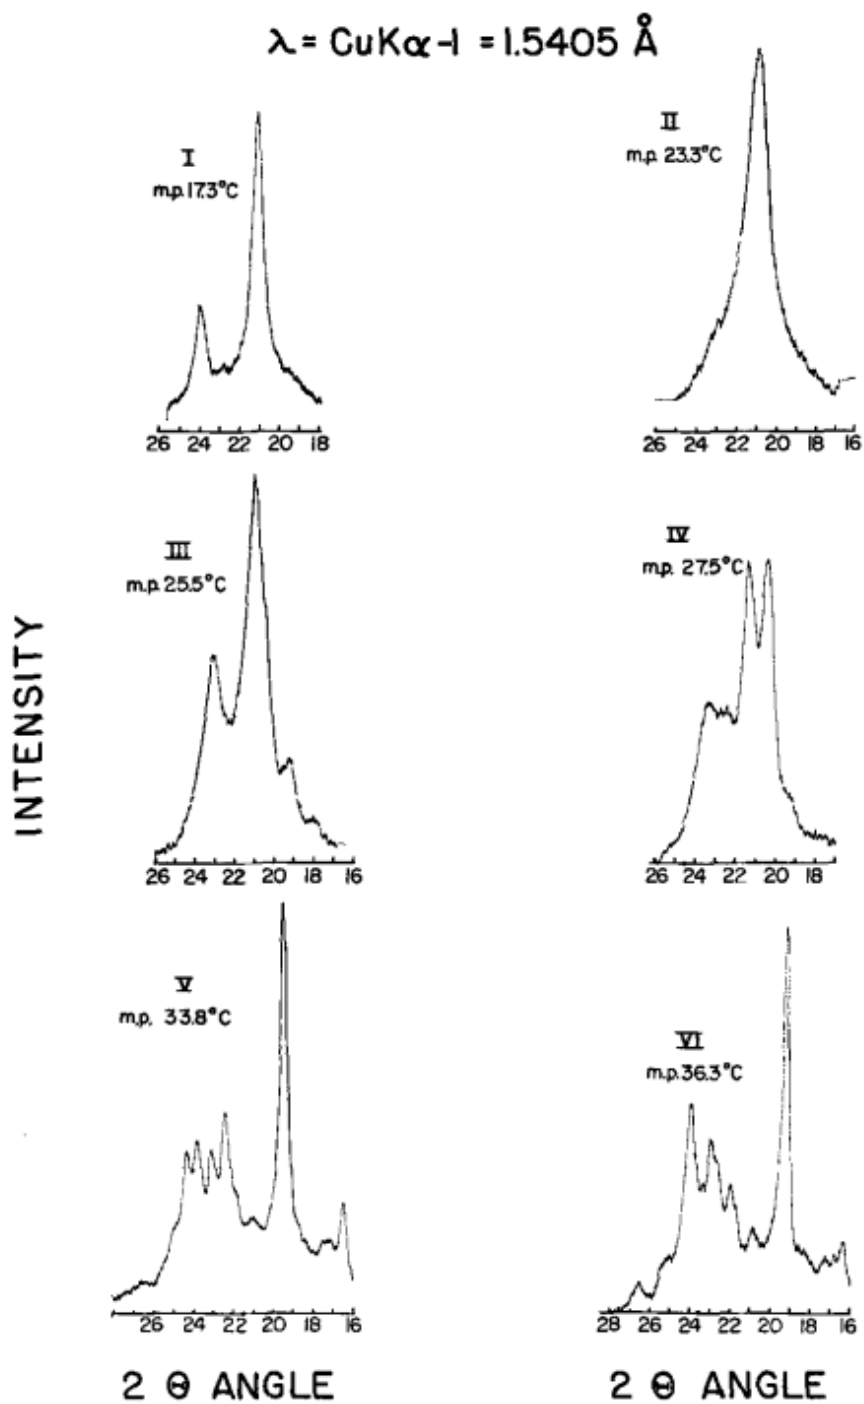 λ = CuKα-1 = 1.5405 Å
I
m.p. 17.3°C
26 24 22 20 18
II
m.p. 23.3°C
26 24 22 20 18 16
III
m.p. 25.5°C
26 24 22 20 18 16
IV
m.p. 27.5°C
26 24 22 20 18
INTENSITY
V
m.p. 33.8°C
26 24 22 20 18 16
VI
m.p. 36.3°C
28 26 24 22 20 18 16
2 Θ ANGLE
2 Θ ANGLE